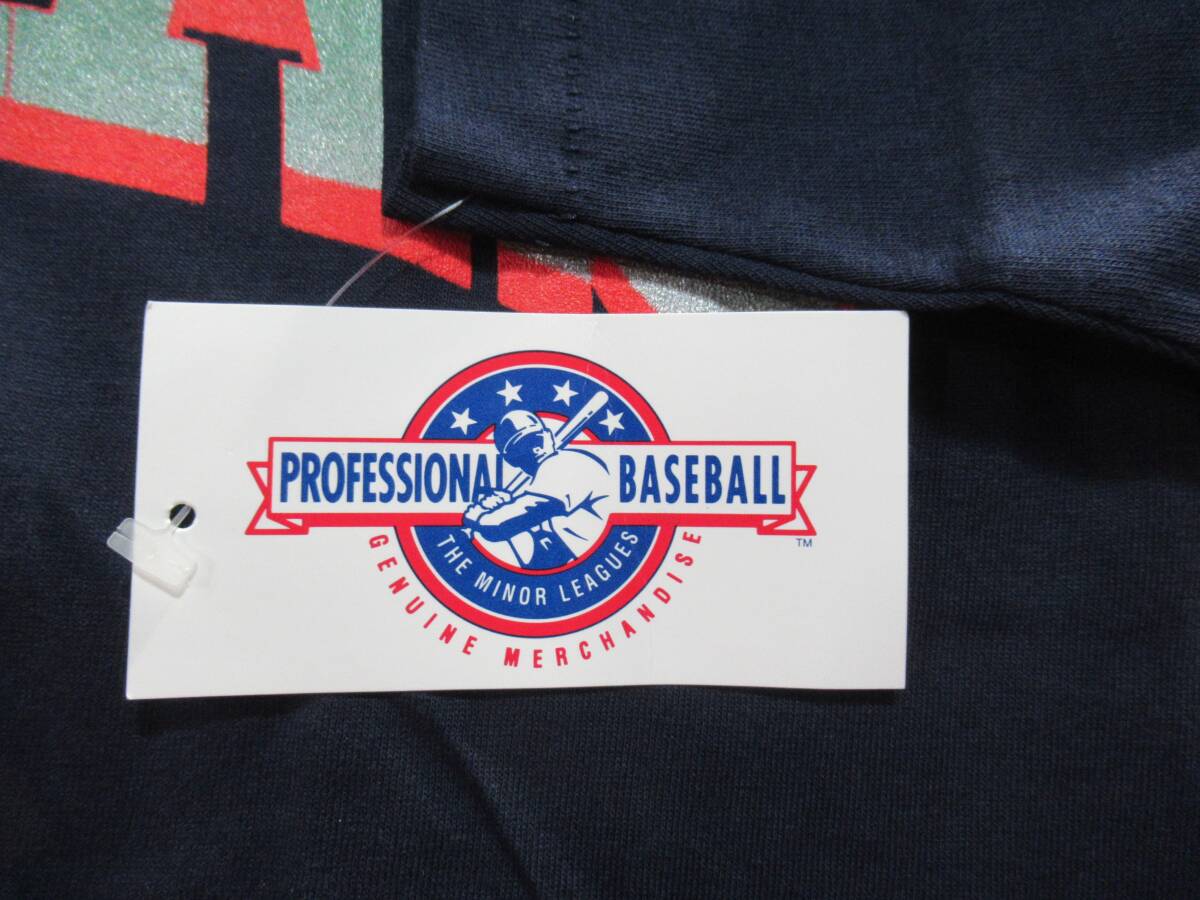 PROFESSIONAL BASEBALL
TM
THE MINOR LEAGUES
GENUINE MERCHANDISE